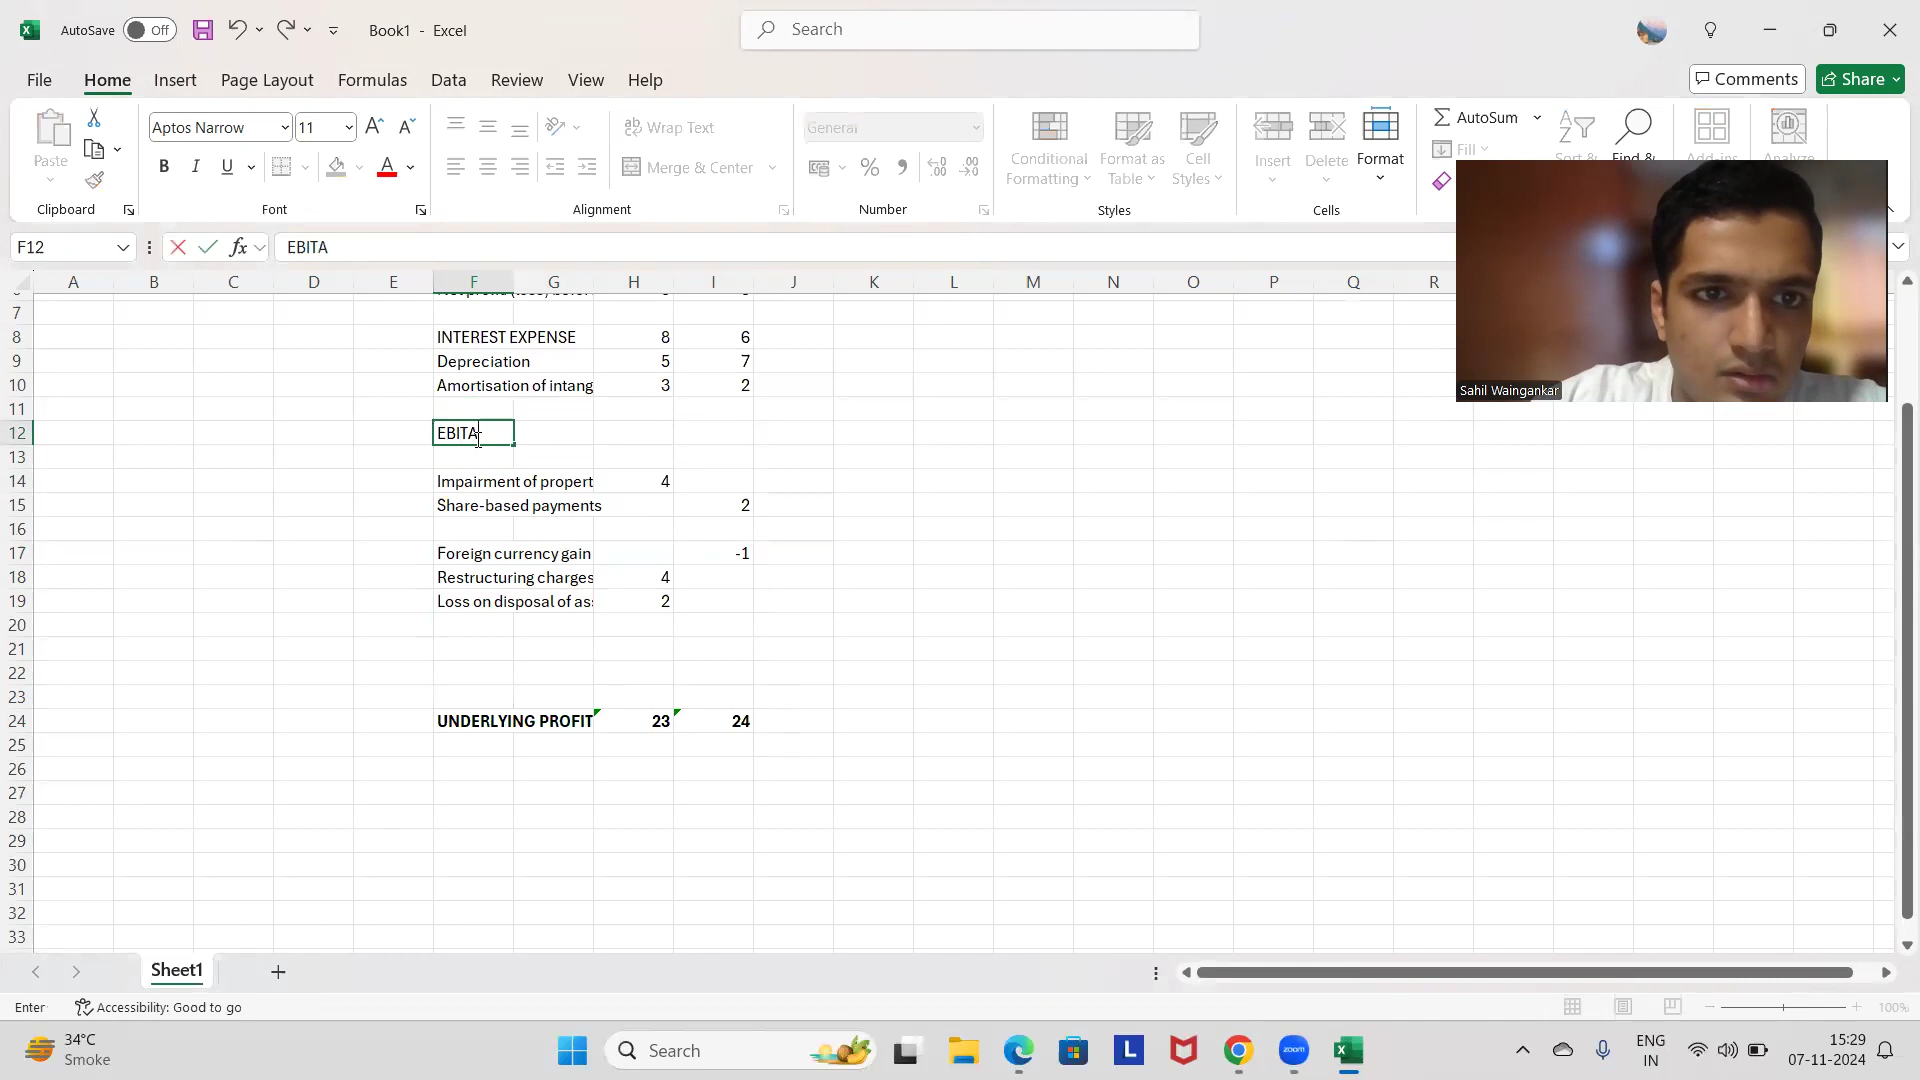 AutoSave Off Book1 - Excel Search
File Home Insert Page Layout Formulas Data Review View Help Comments Share
Paste Aptos Narrow 11 Wrap Text General Conditional Formatting Format as Table Cell Styles Insert Delete Format AutoSum Fill
B I U Merge & Center
Clipboard Font Alignment Number Styles Cells
F12 fx EBITA
Sahil Waingankar
A B C D E F G H I J K L M N O P Q R
7
8 INTEREST EXPENSE 8 6
9 Depreciation 5 7
10 Amortisation of intang 3 2
11
12 EBITA
13
14 Impairment of propert 4
15 Share-based payments 2
16
17 Foreign currency gain -1
18 Restructuring charges 4
19 Loss on disposal of as 2
20
21
22
23
24 UNDERLYING PROFIT 23 24
25
26
27
28
29
30
31
32
33
Sheet1
Enter Accessibility: Good to go 100%
34°C
Smoke
Search
zoom
L
ENG
IN
15:29
07-11-2024